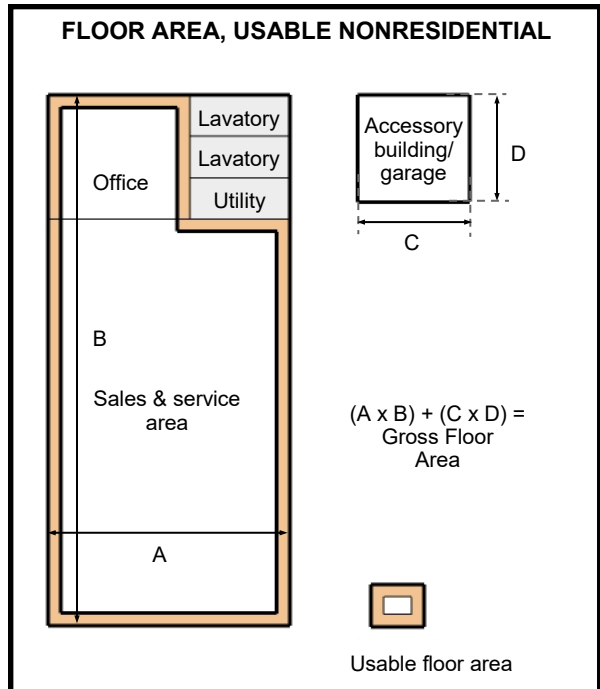 FLOOR AREA, USABLE NONRESIDENTIAL
Lavatory
Lavatory
Utility
Office
Accessory
building/
garage
D
C
B
Sales & service
area
A
(A x B) + (C x D) =
Gross Floor
Area
Usable floor area